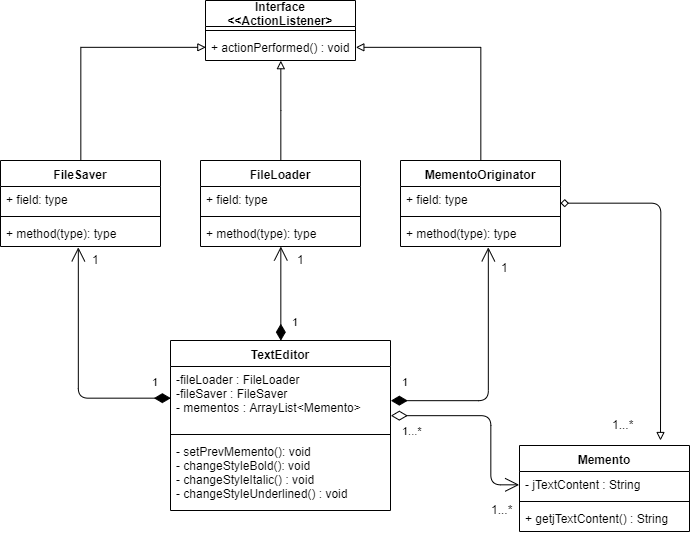 Interface
<<ActionListener>
+ actionPerformed() : void
FileSaver
+ field: type
+ method(type): type
FileLoader
+ field: type
+ method(type): type
MementoOriginator
+ field: type
+ method(type): type
1
1
1
1
1
1
TextEditor
-fileLoader : FileLoader
-fileSaver : FileSaver
- mementos : ArrayList<Memento>
- setPrevMemento(): void
- changeStyleBold(): void
- changeStyleItalic() : void
- changeStyleUnderlined() : void
1...*
1...*
1...*
Memento
- jTextContent : String
+ getjTextContent() : String